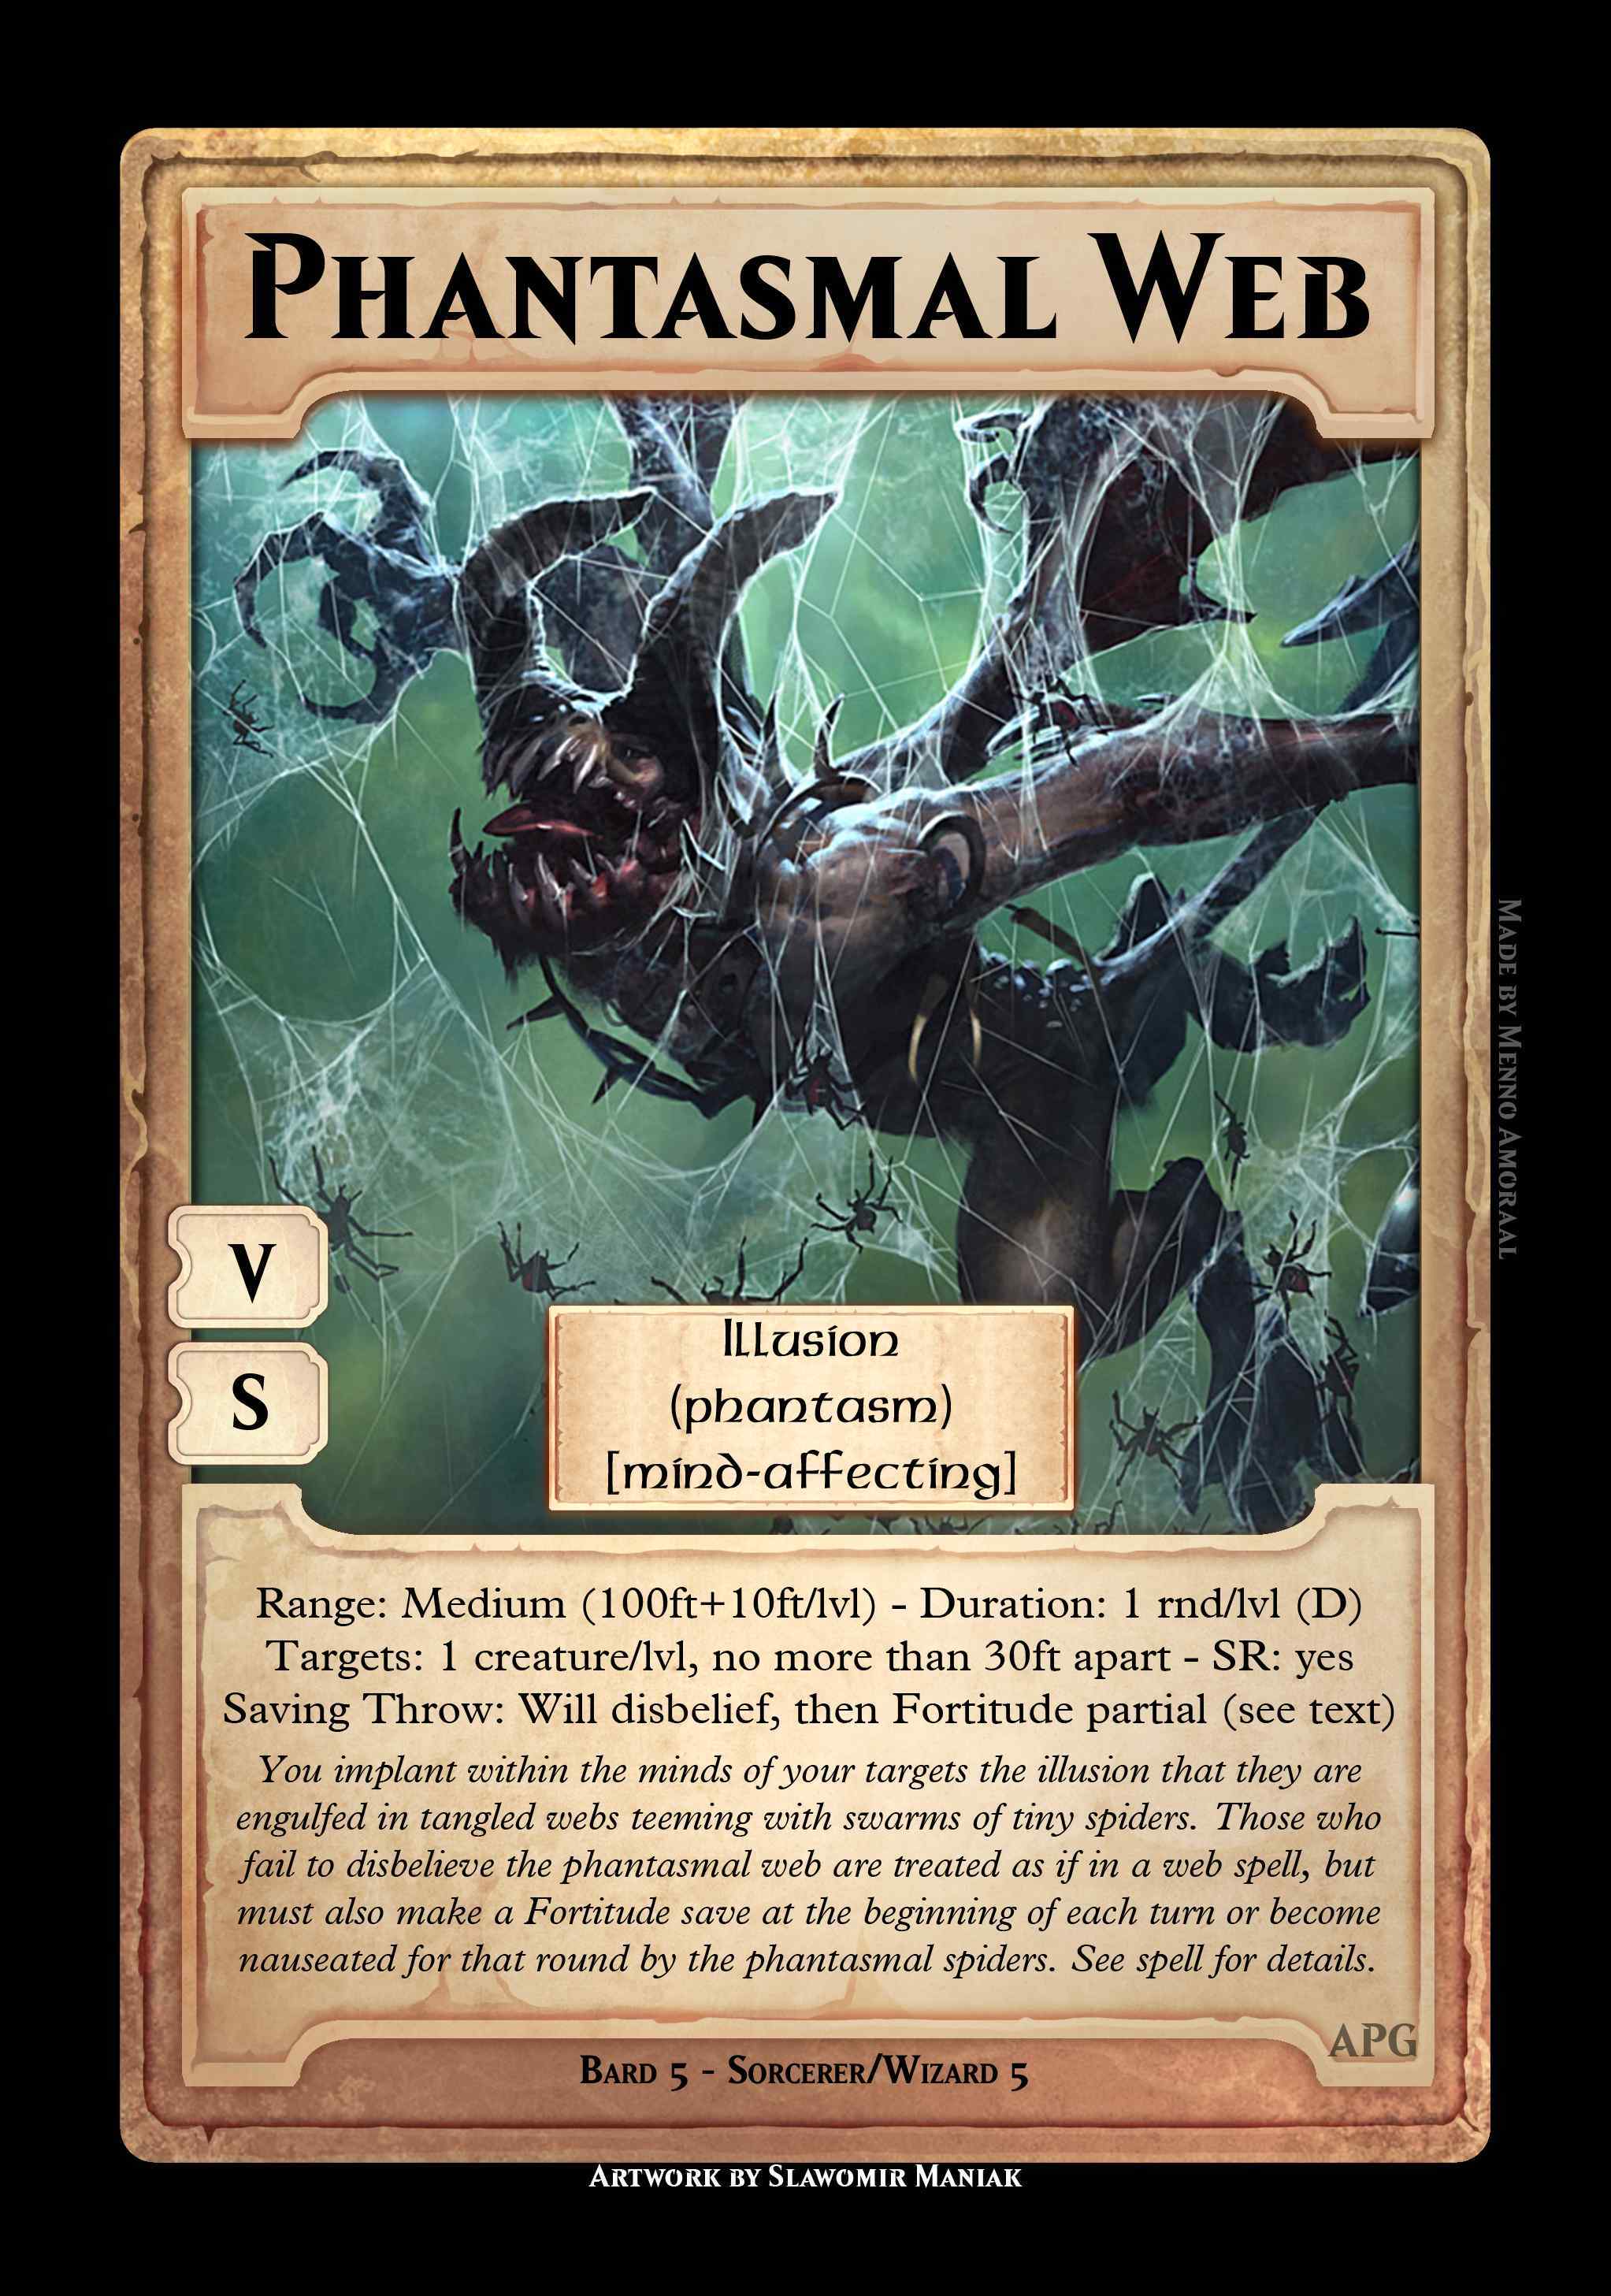 Phantasmal Web
V
S
Illusion
(phantasm)
[mind-affecting]
Range: Medium (100ft+10ft/lvl) - Duration: 1 rnd/lvl (D)
Targets: 1 creature/lvl, no more than 30ft apart - SR: yes
Saving Throw: Will disbelief, then Fortitude partial (see text)
You implant within the minds of your targets the illusion that they are
engulfed in tangled webs teeming with swarms of tiny spiders. Those who
fail to disbelieve the phantasmal web are treated as if in a web spell, but
must also make a Fortitude save at the beginning of each turn or become
nauseated for that round by the phantasmal spiders. See spell for details.
APG
Bard 5 - Sorcerer/Wizard 5
Artwork by Slawomir Maniak
Made by Menno Amoraal